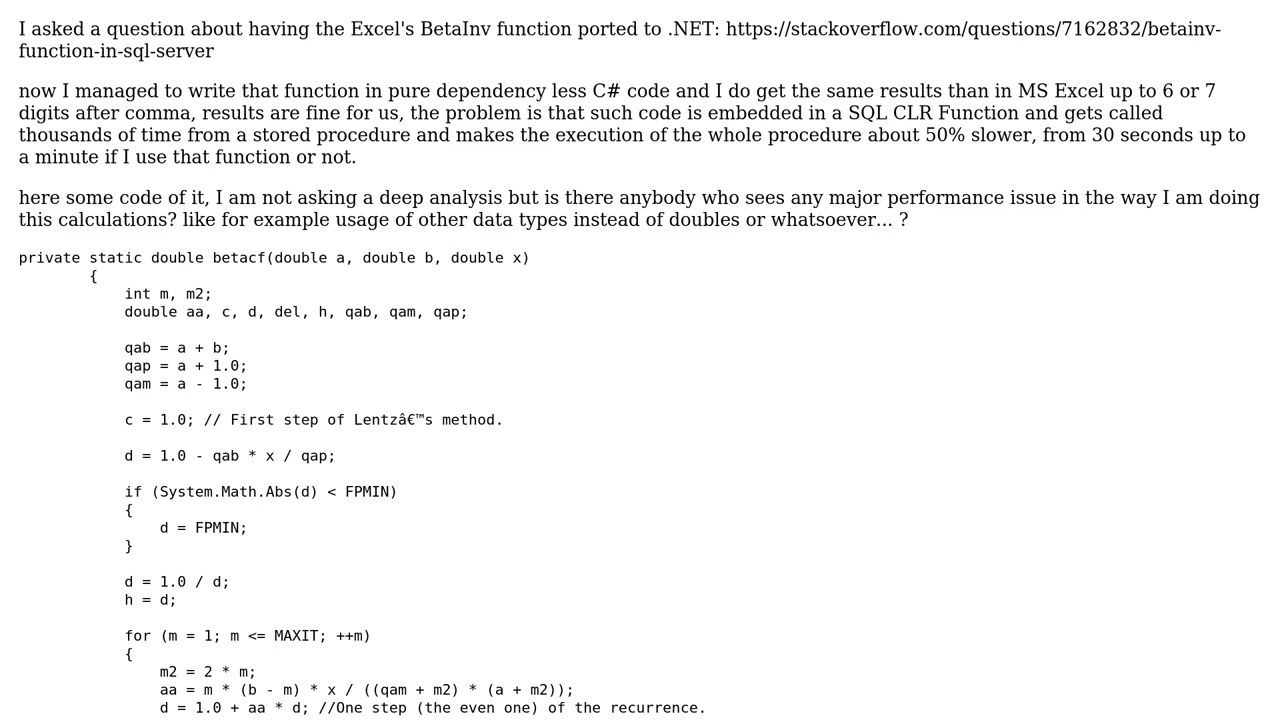 I asked a question about having the Excel's BetaInv function ported to .NET: https://stackoverflow.com/questions/7162832/betainv-
function-in-sql-server
now I managed to write that function in pure dependency less C# code and I do get the same results than in MS Excel up to 6 or 7
digits after comma, results are fine for us, the problem is that such code is embedded in a SQL CLR Function and gets called
thousands of time from a stored procedure and makes the execution of the whole procedure about 50% slower, from 30 seconds up to
a minute if I use that function or not.
here some code of it, I am not asking a deep analysis but is there anybody who sees any major performance issue in the way I am doing
this calculations? like for example usage of other data types instead of doubles or whatsoever... ?
private static double betacf(double a, double b, double x)
        {
            int m, m2;
            double aa, c, d, del, h, qab, qam, qap;
            qab = a + b;
            qap = a + 1.0;
            qam = a - 1.0;
            c = 1.0; // First step of Lentzâ€™s method.
            d = 1.0 - qab * x / qap;
            if (System.Math.Abs(d) < FPMIN)
            {
                d = FPMIN;
            }
            d = 1.0 / d;
            h = d;
            for (m = 1; m <= MAXIT; ++m)
            {
                m2 = 2 * m;
                aa = m * (b - m) * x / ((qam + m2) * (a + m2));
                d = 1.0 + aa * d; //One step (the even one) of the recurrence.